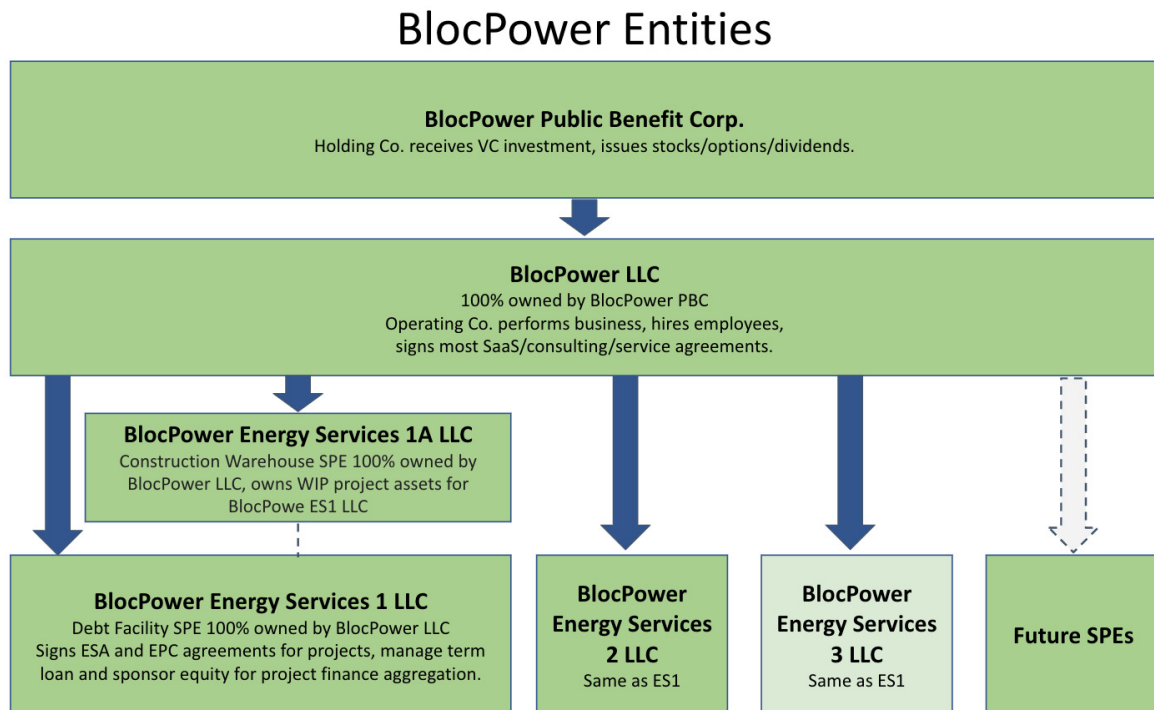 BlocPower Entities
BlocPower Public Benefit Corp.
Holding Co. receives VC investment, issues stocks/options/dividends.
BlocPower LLC
100% owned by BlocPower PBC
Operating Co. performs business, hires employees,
signs most SaaS/consulting/service agreements.
BlocPower Energy Services 1A LLC
Construction Warehouse SPE 100% owned by
BlocPower LLC, owns WIP project assets for
BlocPowe ES1 LLC
BlocPower Energy Services 1 LLC
Debt Facility SPE 100% owned by BlocPower LLC
Signs ESA and EPC agreements for projects, manage term
loan and sponsor equity for project finance aggregation.
BlocPower
Energy Services
2 LLC
Same as ES1
BlocPower
Energy Services
3 LLC
Same as ES1
Future SPEs